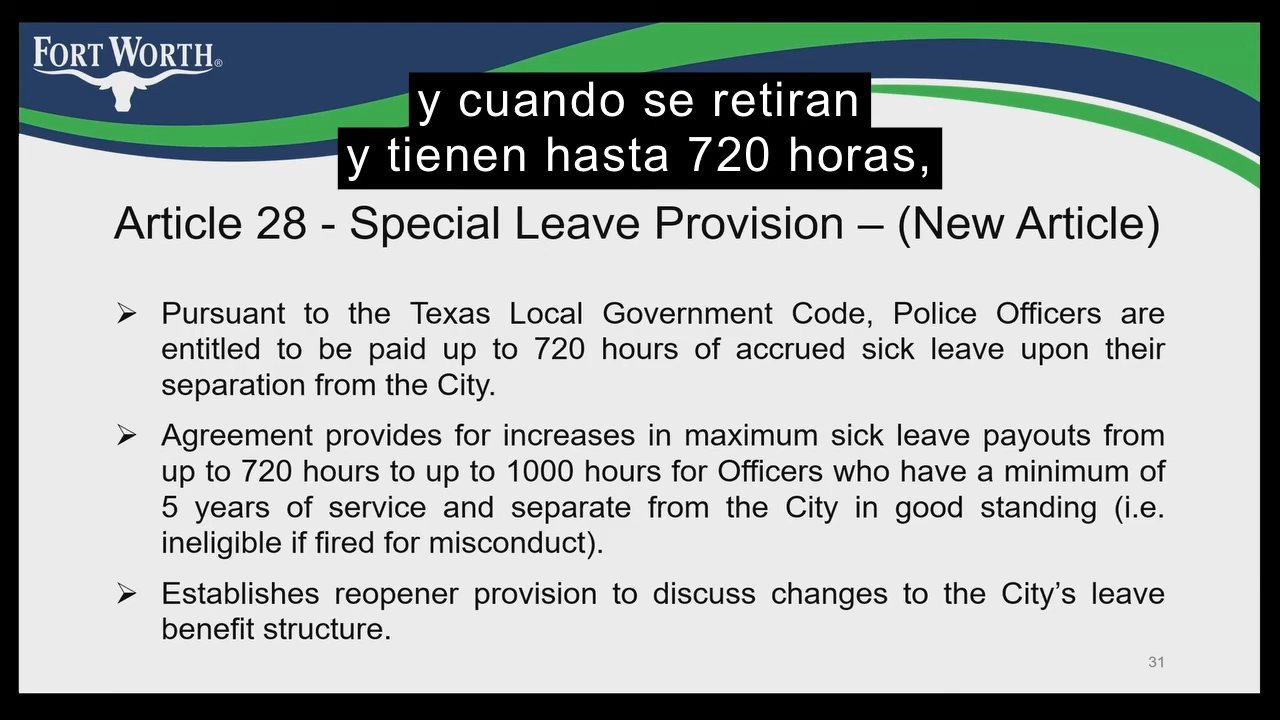 FORT WORTH®
y cuando se retiran
y tienen hasta 720 horas,
Article 28 - Special Leave Provision – (New Article)
➢ Pursuant to the Texas Local Government Code, Police Officers are
entitled to be paid up to 720 hours of accrued sick leave upon their
separation from the City.
➢ Agreement provides for increases in maximum sick leave payouts from
up to 720 hours to up to 1000 hours for Officers who have a minimum of
5 years of service and separate from the City in good standing (i.e.
ineligible if fired for misconduct).
➢ Establishes reopener provision to discuss changes to the City’s leave
benefit structure.
31